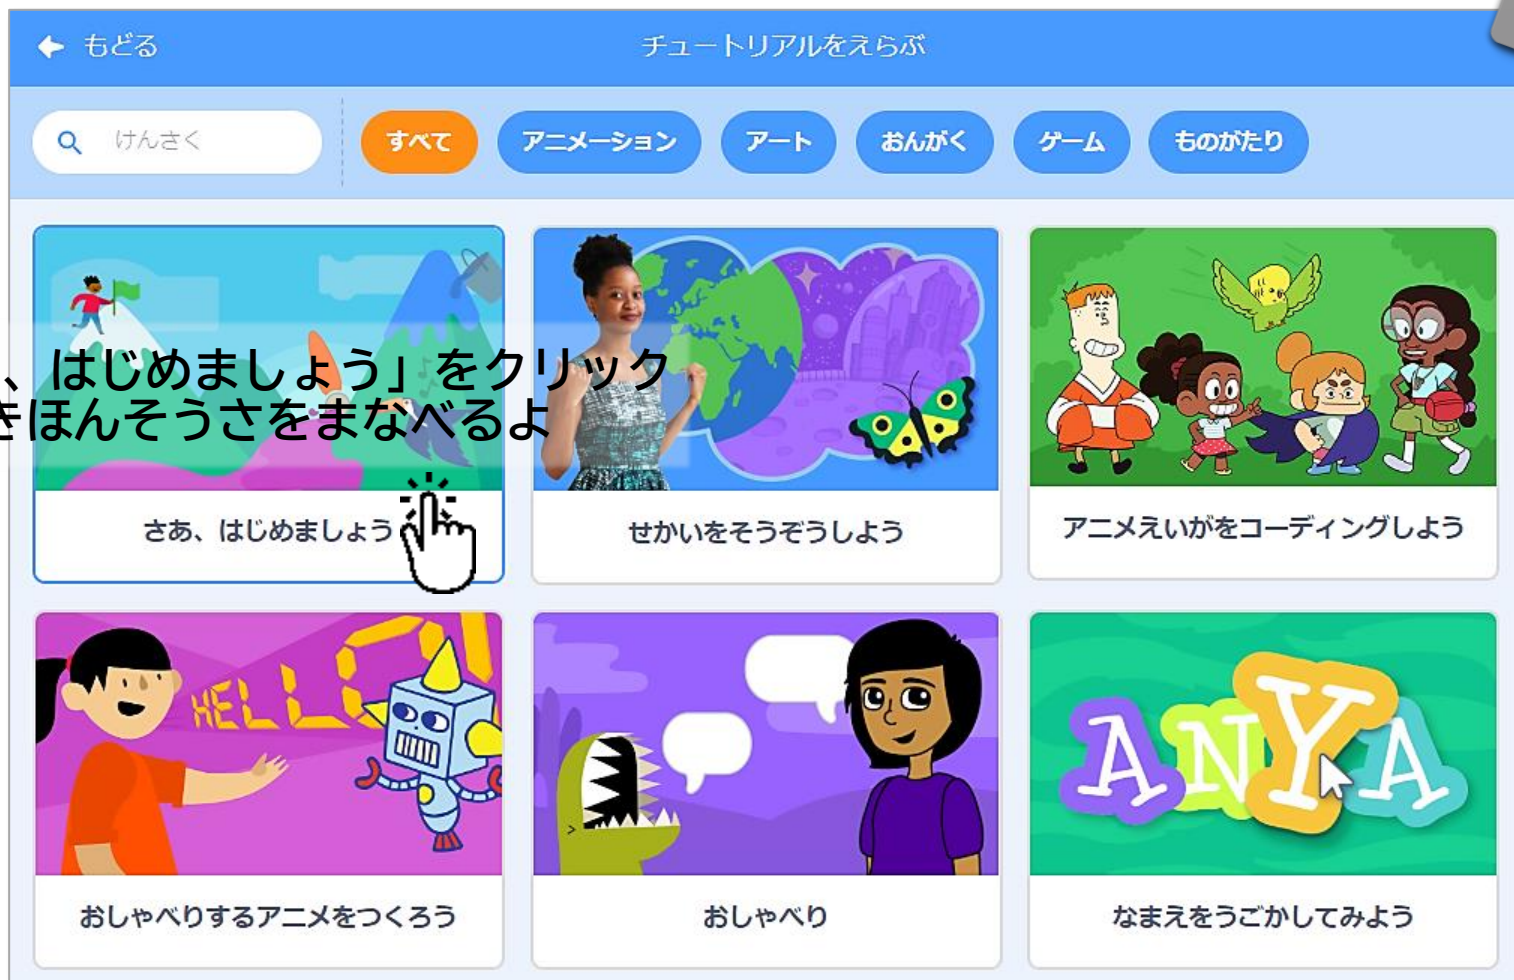 もどる
チュートリアルをえらぶ
けんさく
すべて
アニメーション
アート
おんがく
ゲーム
ものがたり
、はじめましょう」をクリック
きほんそうさをまなべるよ
さあ、はじめましょう
せかいをそうぞうしよう
アニメえいがをコーディングしよう
HELLO
ANYA
おしゃべりするアニメをつくろう
おしゃべり
なまえをうごかしてみよう